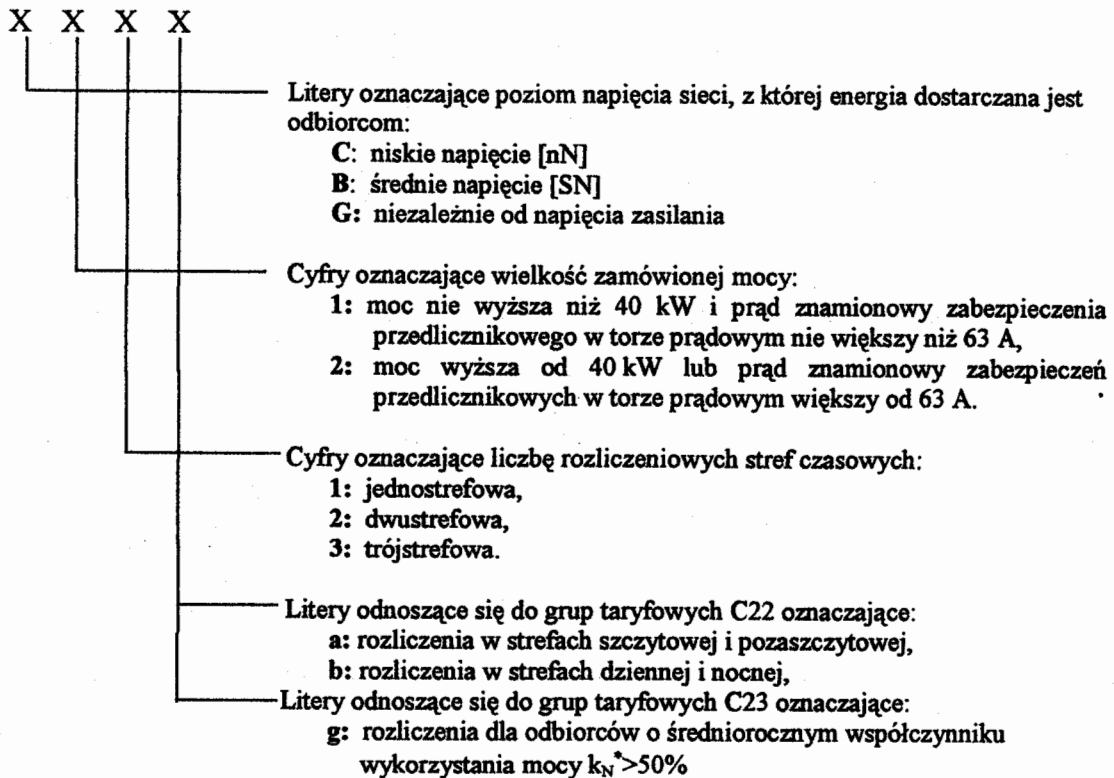 X X X X
Litery oznaczające poziom napięcia sieci, z której energia dostarczana jest
odbiorcom:
C: niskie napięcie [nN]
B: średnie napięcie [SN]
G: niezależnie od napięcia zasilania
Cyfry oznaczające wielkość zamówionej mocy:
1: moc nie wyższa niż 40 kW i prąd znamionowy zabezpieczenia
przedlicznikowego w torze prądowym nie większy niż 63 A,
2: moc wyższa od 40 kW lub prąd znamionowy zabezpieczeń
przedlicznikowych w torze prądowym większy od 63 A.
Cyfry oznaczające liczbę rozliczeniowych stref czasowych:
1: jednostrefowa,
2: dwustrefowa,
3: trójstrefowa.
Litery odnoszące się do grup taryfowych C22 oznaczające:
a: rozliczenia w strefach szczytowej i pozaszczytowej,
b: rozliczenia w strefach dziennej i nocnej,
Litery odnoszące się do grup taryfowych C23 oznaczające:
g: rozliczenia dla odbiorców o średniorocznym współczynniku
wykorzystania mocy k_N*>50%